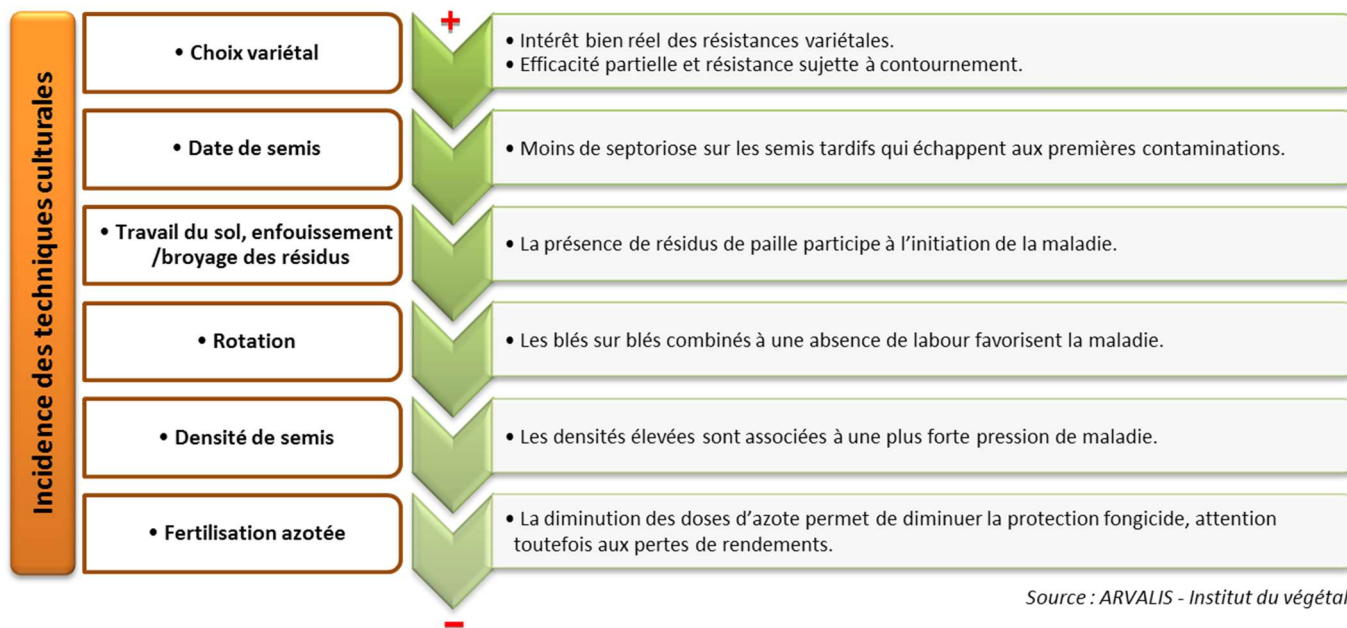 Incidence des techniques culturales
+
• Choix variétal
• Intérêt bien réel des résistances variétales.
• Efficacité partielle et résistance sujette à contournement.
• Date de semis
• Moins de septoriose sur les semis tardifs qui échappent aux premières contaminations.
• Travail du sol, enfouissement
/broyage des résidus
• La présence de résidus de paille participe à l'initiation de la maladie.
• Rotation
• Les blés sur blés combinés à une absence de labour favorisent la maladie.
• Densité de semis
• Les densités élevées sont associées à une plus forte pression de maladie.
• Fertilisation azotée
• La diminution des doses d'azote permet de diminuer la protection fongicide, attention
toutefois aux pertes de rendements.
–
Source : ARVALIS - Institut du végétal